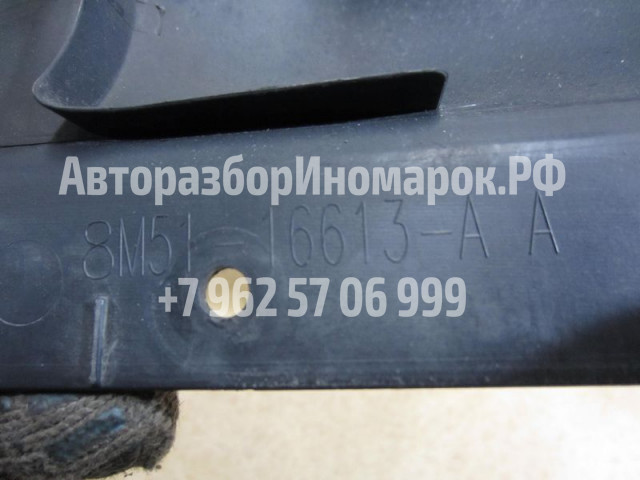 АвторазборИномарок.РФ
8M51-16613-A A
+7 962 57 06 999